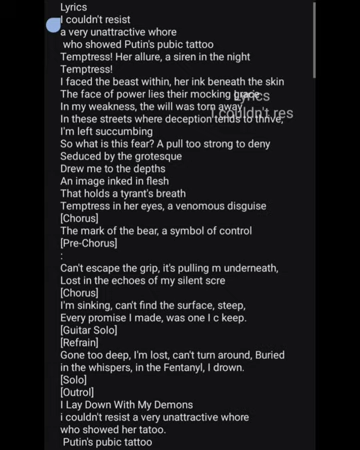 Lyrics
I couldn't resist
a very unattractive whore
who showed Putin's pubic tattoo
Temptress! Her allure, a siren in the night
Temptress!
I faced the beast within, her ink beneath the skin
The face of power lies their mocking grace
In my weakness, the will was torn away
In these streets where deception tends to thrive,
I'm left succumbing
So what is this fear? A pull too strong to deny
Seduced by the grotesque
Drew me to the depths
An image inked in flesh
That holds a tyrant's breath
Temptress in her eyes, a venomous disguise
[Chorus]
The mark of the bear, a symbol of control
[Pre-Chorus]
:
Can't escape the grip, it's pulling m underneath,
Lost in the echoes of my silent scre
[Chorus]
I'm sinking, can't find the surface, steep,
Every promise I made, was one I c keep.
[Guitar Solo]
[Refrain]
Gone too deep, I'm lost, can't turn around, Buried
in the whispers, in the Fentanyl, I drown.
[Solo]
[Outrol]
I Lay Down With My Demons
i couldn't resist a very unattractive whore
who showed her tatoo.
Putin's pubic tattoo
Lyrics
I couldn't res